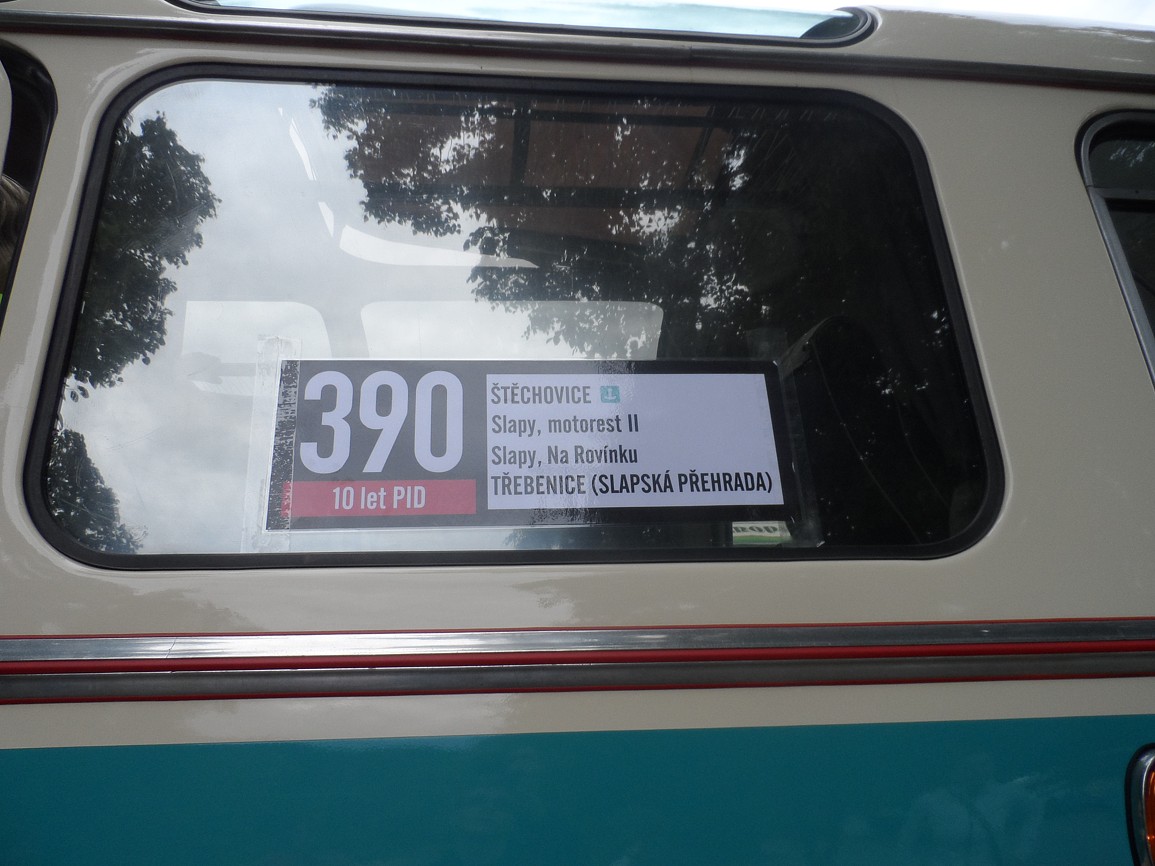 390
10 let PID
ŠTĚCHOVICE
Slapy, motorest II
Slapy, Na Rovínku
TŘEBENICE (SLAPSKÁ PŘEHRADA)